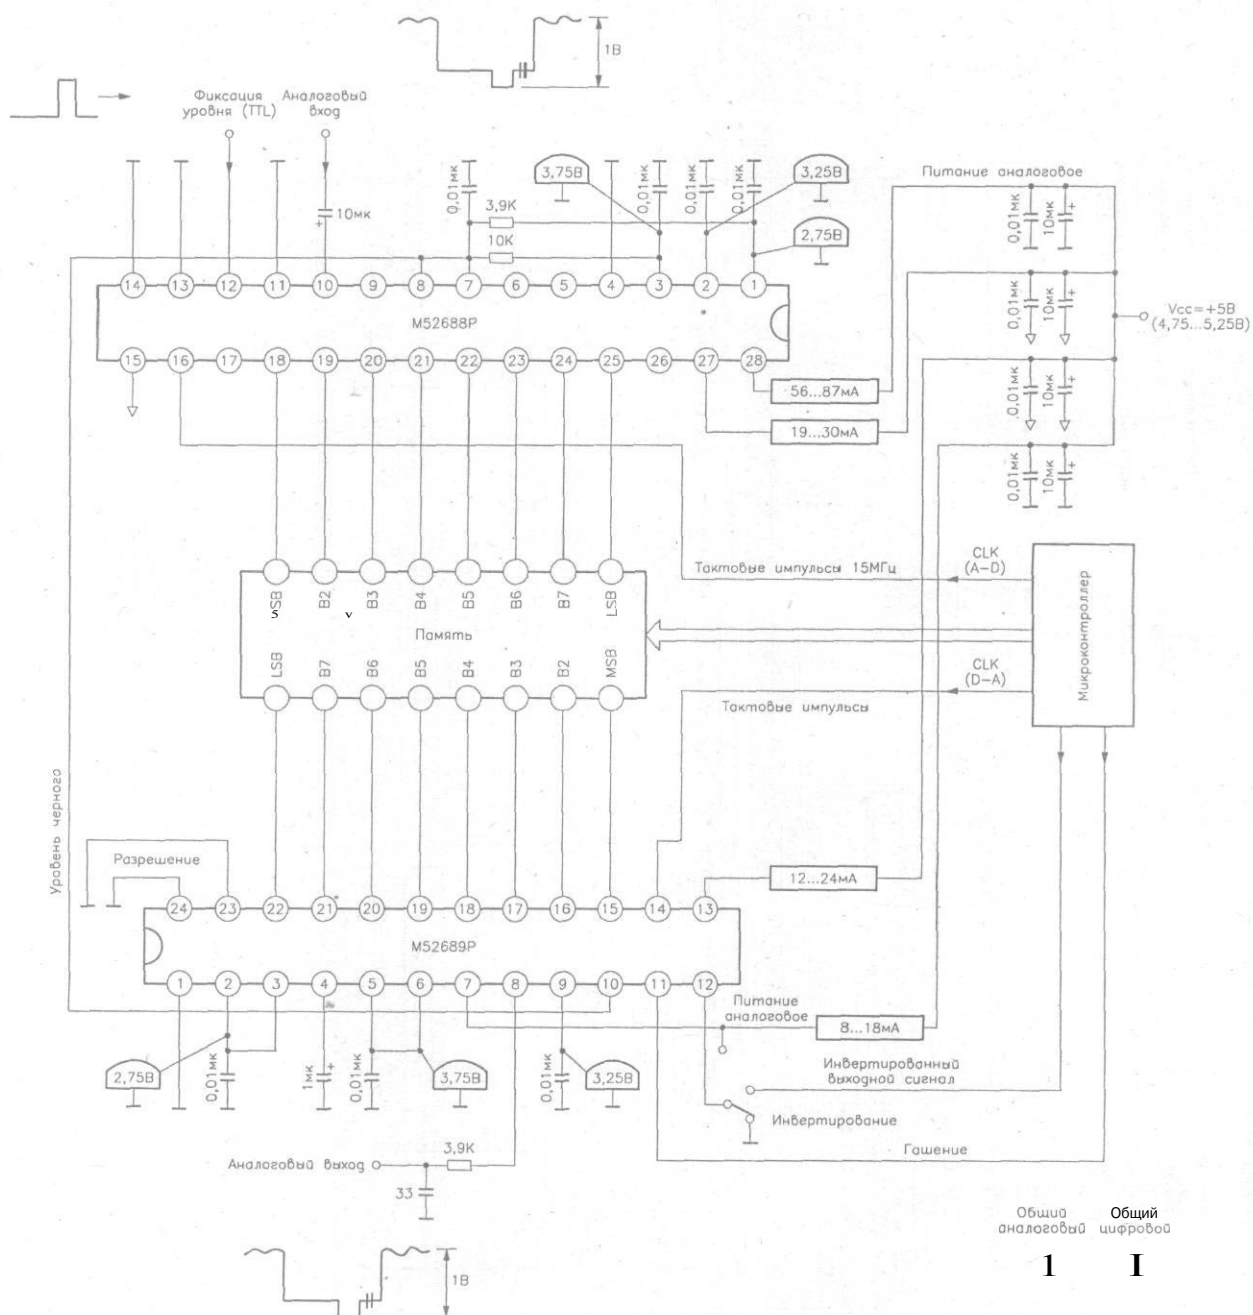 1В
Фиксация
уровня (TTL)
Аналоговый
вход
10мк
+
0,01мк
3,9К
10К
3,75В
0,01мк
0,01мк
0,01мк
3,25В
2,75В
Питание аналоговое
0,01мк
10мк
+
0,01мк
10мк
+
Vcc=+5В
(4,75...5,25В)
0,01мк
10мк
+
0,01мк
10мк
+
14 13 12 11 10 9 8 7 6 5 4 3 2 1
М52688Р
15 16 17 18 19 20 21 22 23 24 25 26 27 28
56...87мА
19...30мА
Тактовые импульсы 15МГц
CLK
(A-D)
SB B2 B3 B4 B5 B6 B7 LSB
5 v
Память
LSB B7 B6 B5 B4 B3 B2 MSB
CLK
(D-A)
Тактовые импульсы
Микроконтроллер
Уровень черного
Разрешение
12...24мА
24 23 22 21 20 19 18 17 16 15 14 13
М52689Р
1 2 3 4 5 6 7 8 9 10 11 12
Питание
аналоговое
8...18мА
2,75В
0,01мк
1мк
+
0,01мк
3,75В
0,01мк
3,25В
Инвертированный
выходной сигнал
Инвертирование
Гашение
Аналоговый выход
3,9К
33
1В
Общий
аналоговый
Общий
цифровой
1 I